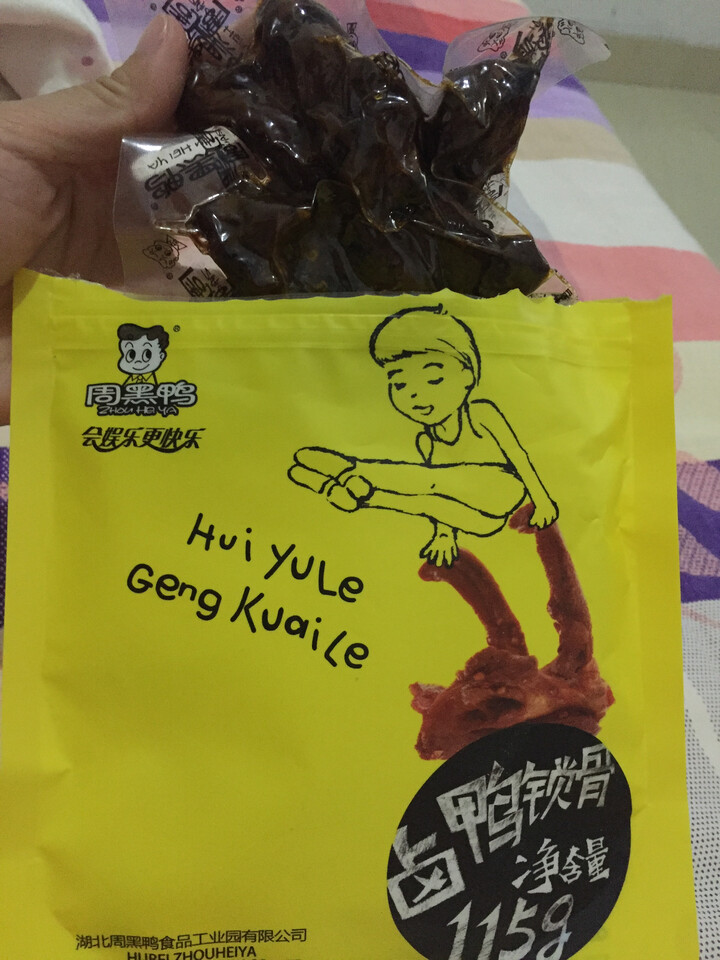 周黑鸭
ZHOU HEI YA
会娱乐更快乐
Hui YuLe
Geng KuaiLe
卤鸭锁骨
净含量
115g
湖北周黑鸭食品工业园有限公司
HUBEI ZHOUHEIYA